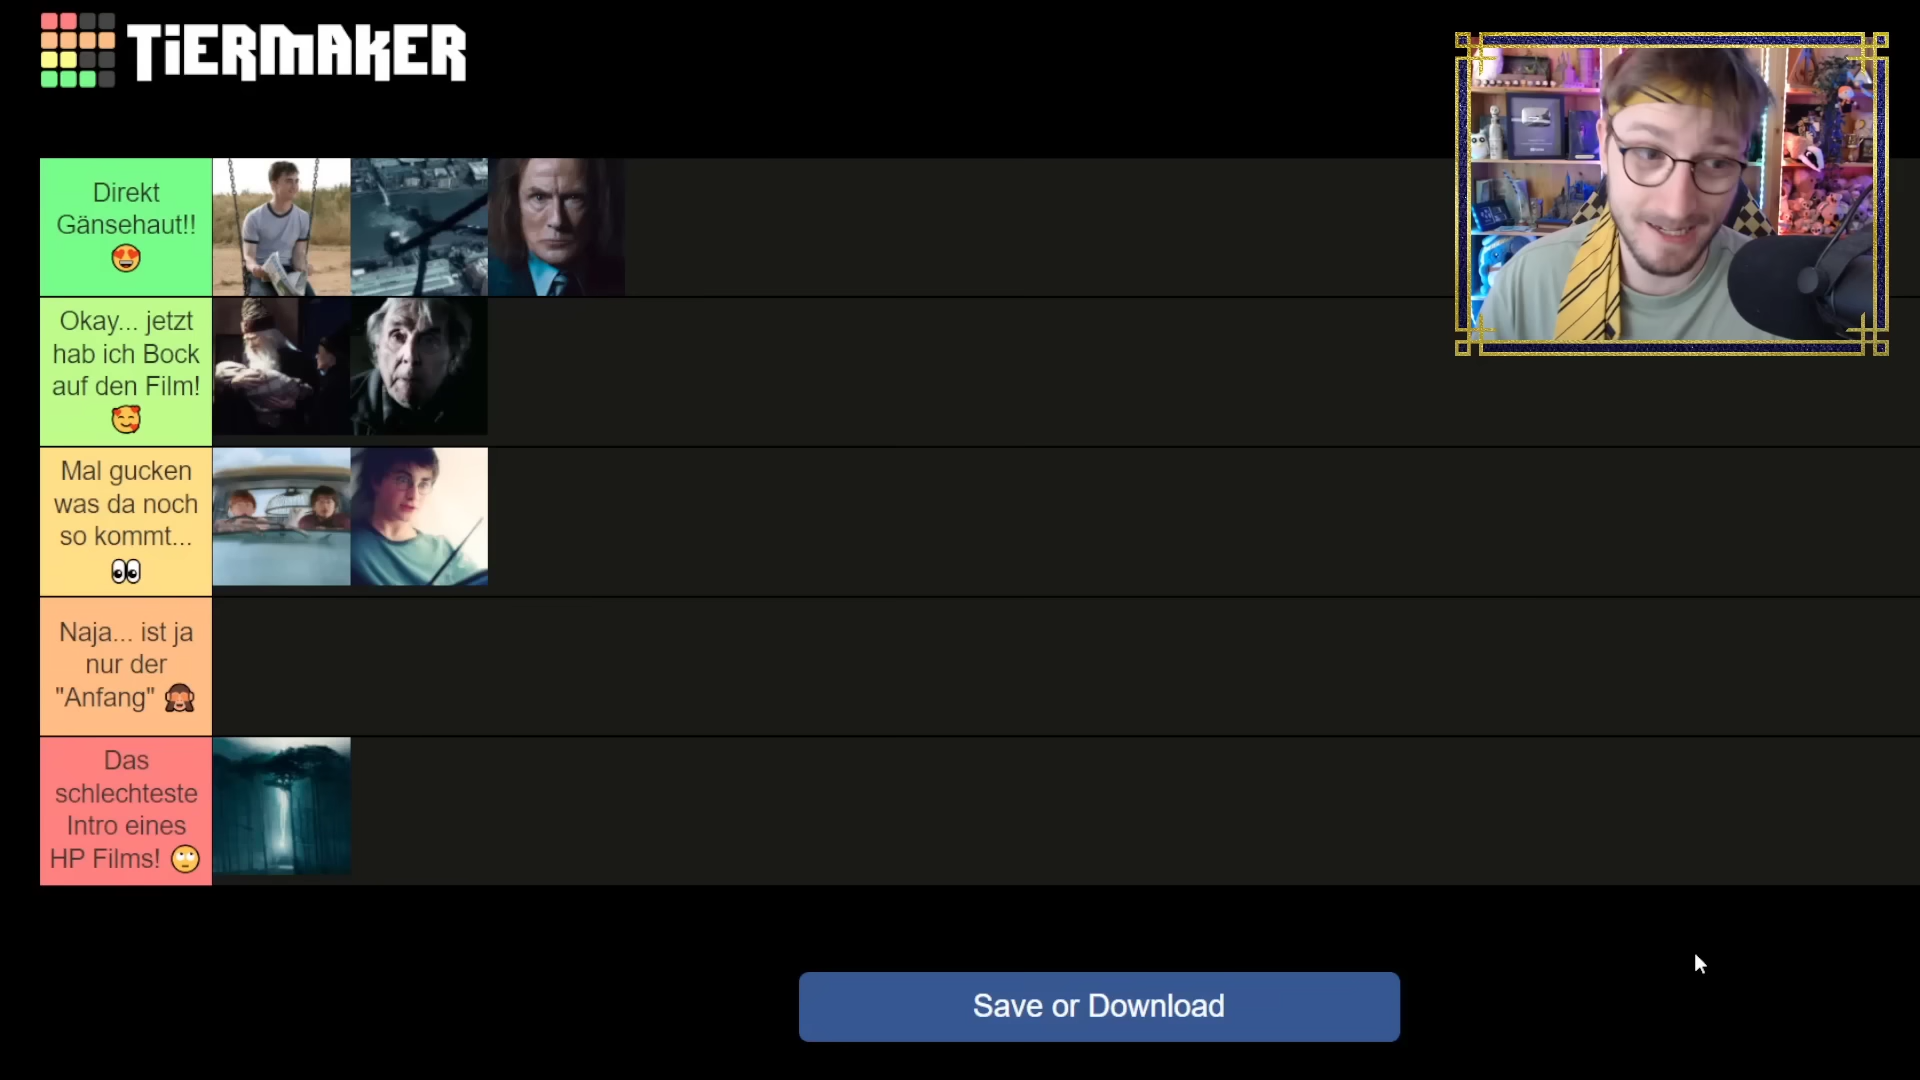 TiERMAKER
Direkt
Gänsehaut!!
😍
Okay... jetzt
hab ich Bock
auf den Film!
🥰
Mal gucken
was da noch
so kommt...
👀
Naja... ist ja
nur der
"Anfang" 🙈
Das
schlechteste
Intro eines
HP Films! 🙄
Save or Download